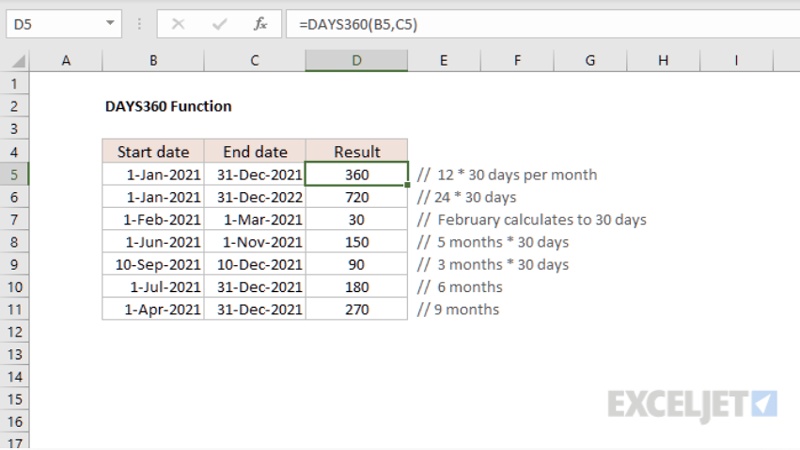 D5 fx =DAYS360(B5,C5)
A B C D E F G H I
1
2 DAYS360 Function
3
4 Start date End date Result
5 1-Jan-2021 31-Dec-2021 360 // 12 * 30 days per month
6 1-Jan-2021 31-Dec-2022 720 // 24 * 30 days
7 1-Feb-2021 1-Mar-2021 30 // February calculates to 30 days
8 1-Jun-2021 1-Nov-2021 150 // 5 months * 30 days
9 10-Sep-2021 10-Dec-2021 90 // 3 months * 30 days
10 1-Jul-2021 31-Dec-2021 180 // 6 months
11 1-Apr-2021 31-Dec-2021 270 // 9 months
12
13
14
15 EXCELJET
16
17